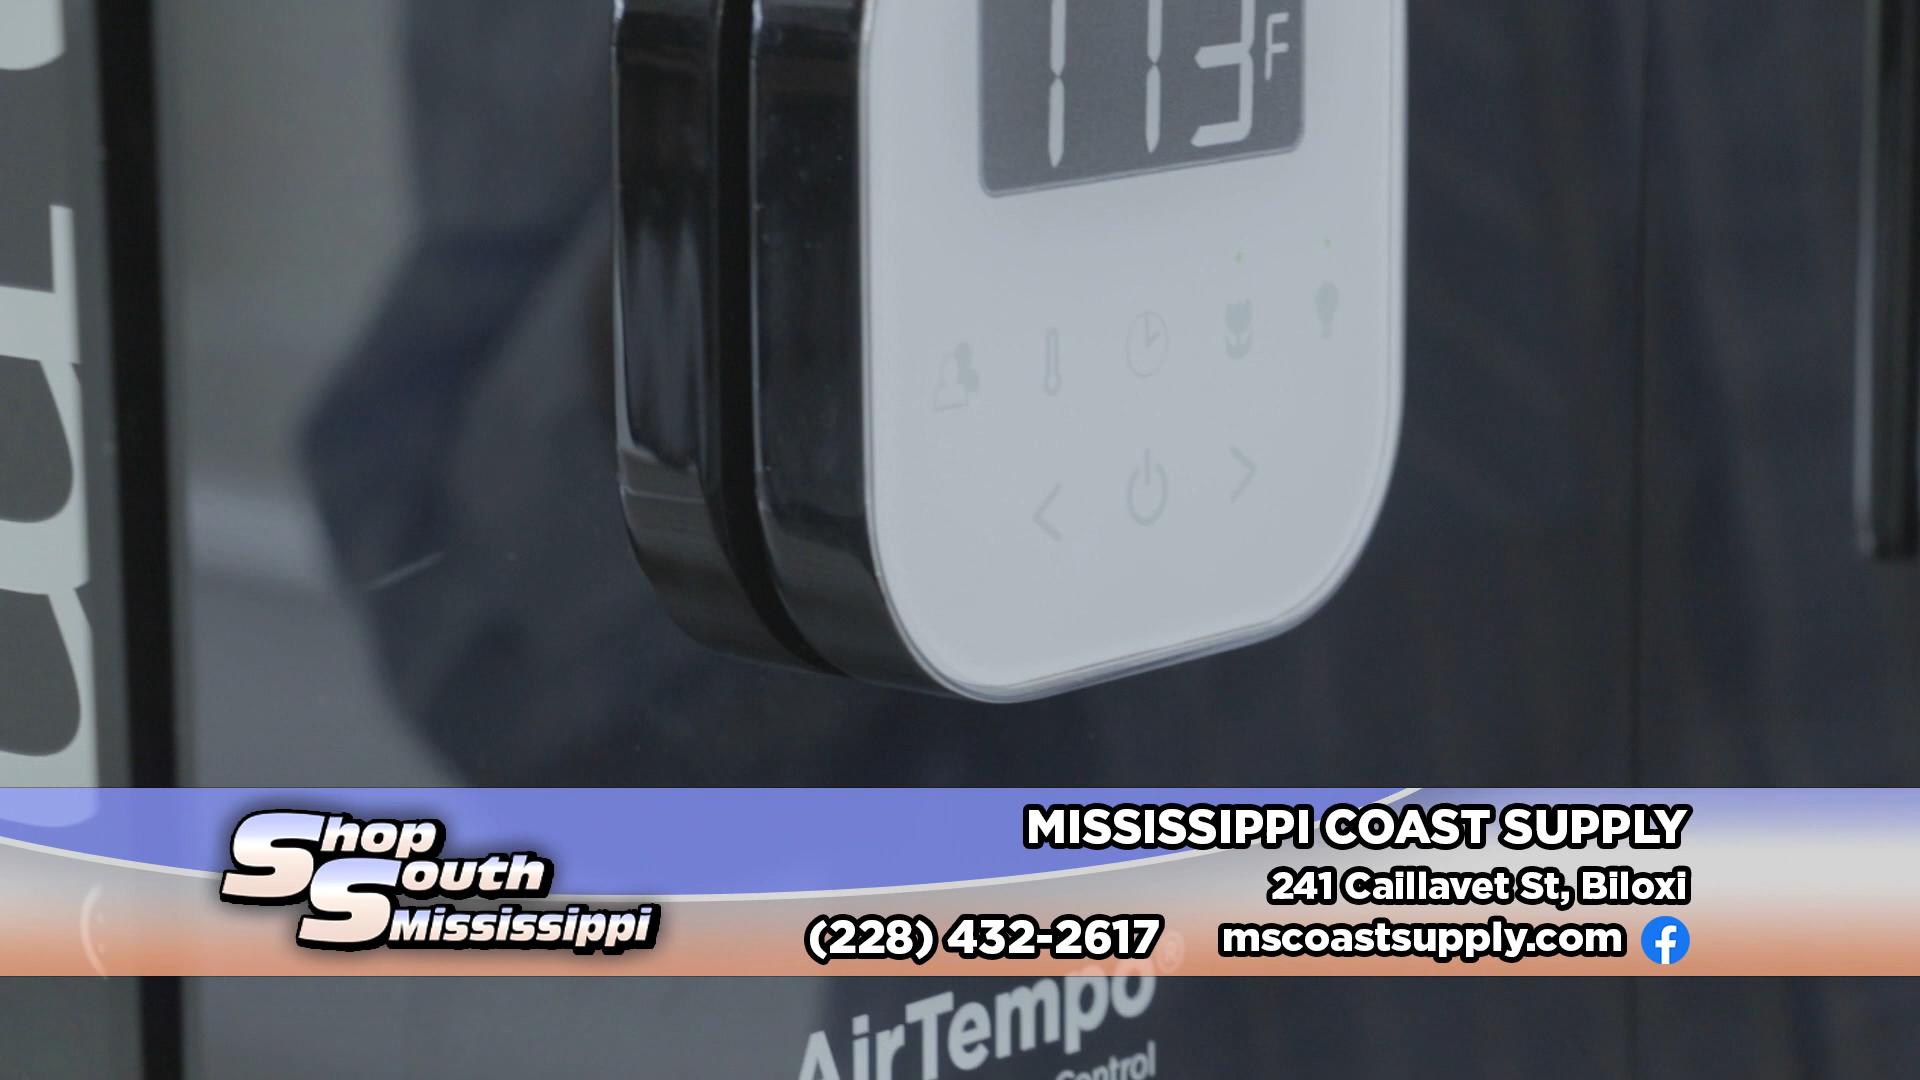 113 F
Shop
South
Mississippi
MISSISSIPPI COAST SUPPLY
241 Caillavet St, Biloxi
(228) 432-2617
mscoastsupply.com
AirTempo®
Control